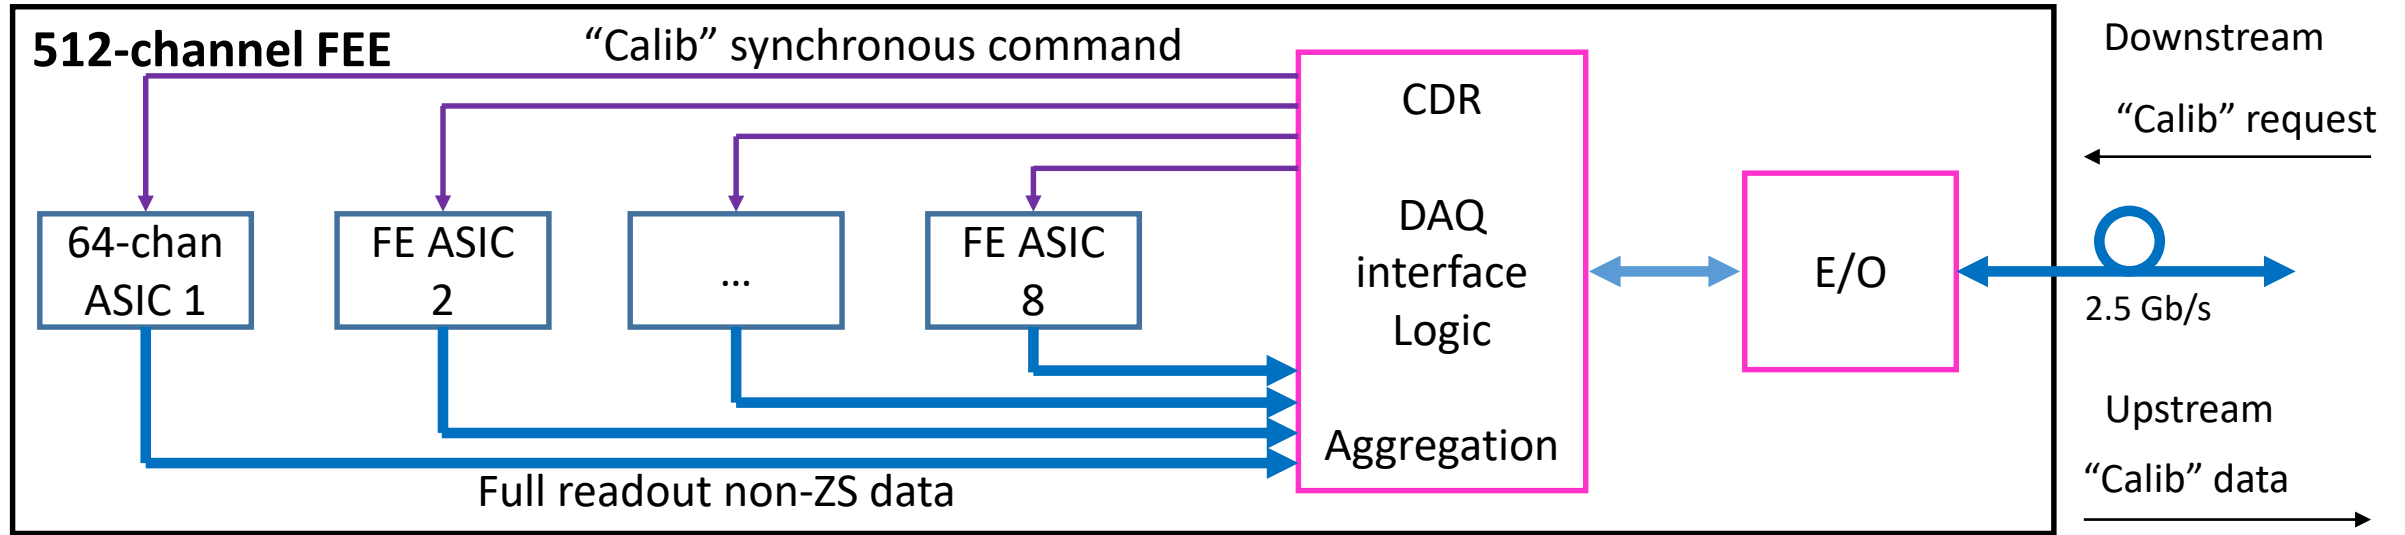 512-channel FEE
“Calib” synchronous command
64-chan
ASIC 1
FE ASIC
2
...
FE ASIC
8
Full readout non-ZS data
CDR
DAQ
interface
Logic
Aggregation
E/O
Downstream
“Calib” request
2.5 Gb/s
Upstream
“Calib” data